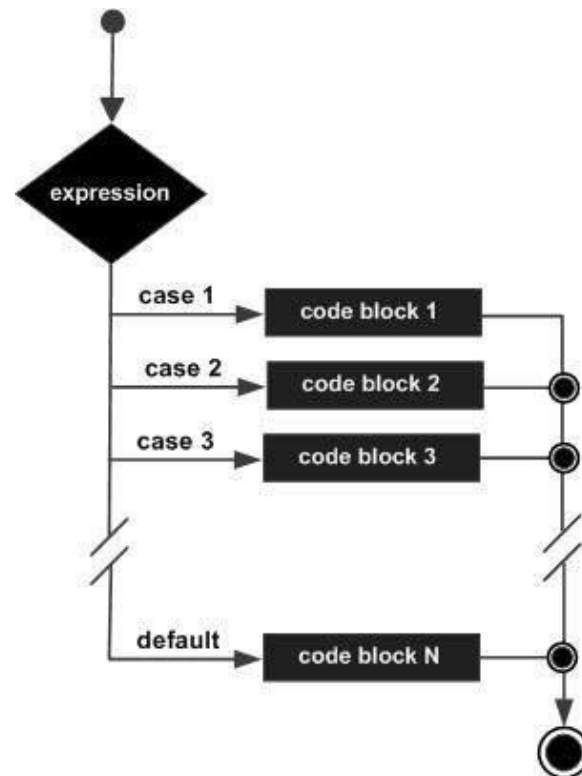 expression
case 1
code block 1
case 2
code block 2
case 3
code block 3
default
code block N